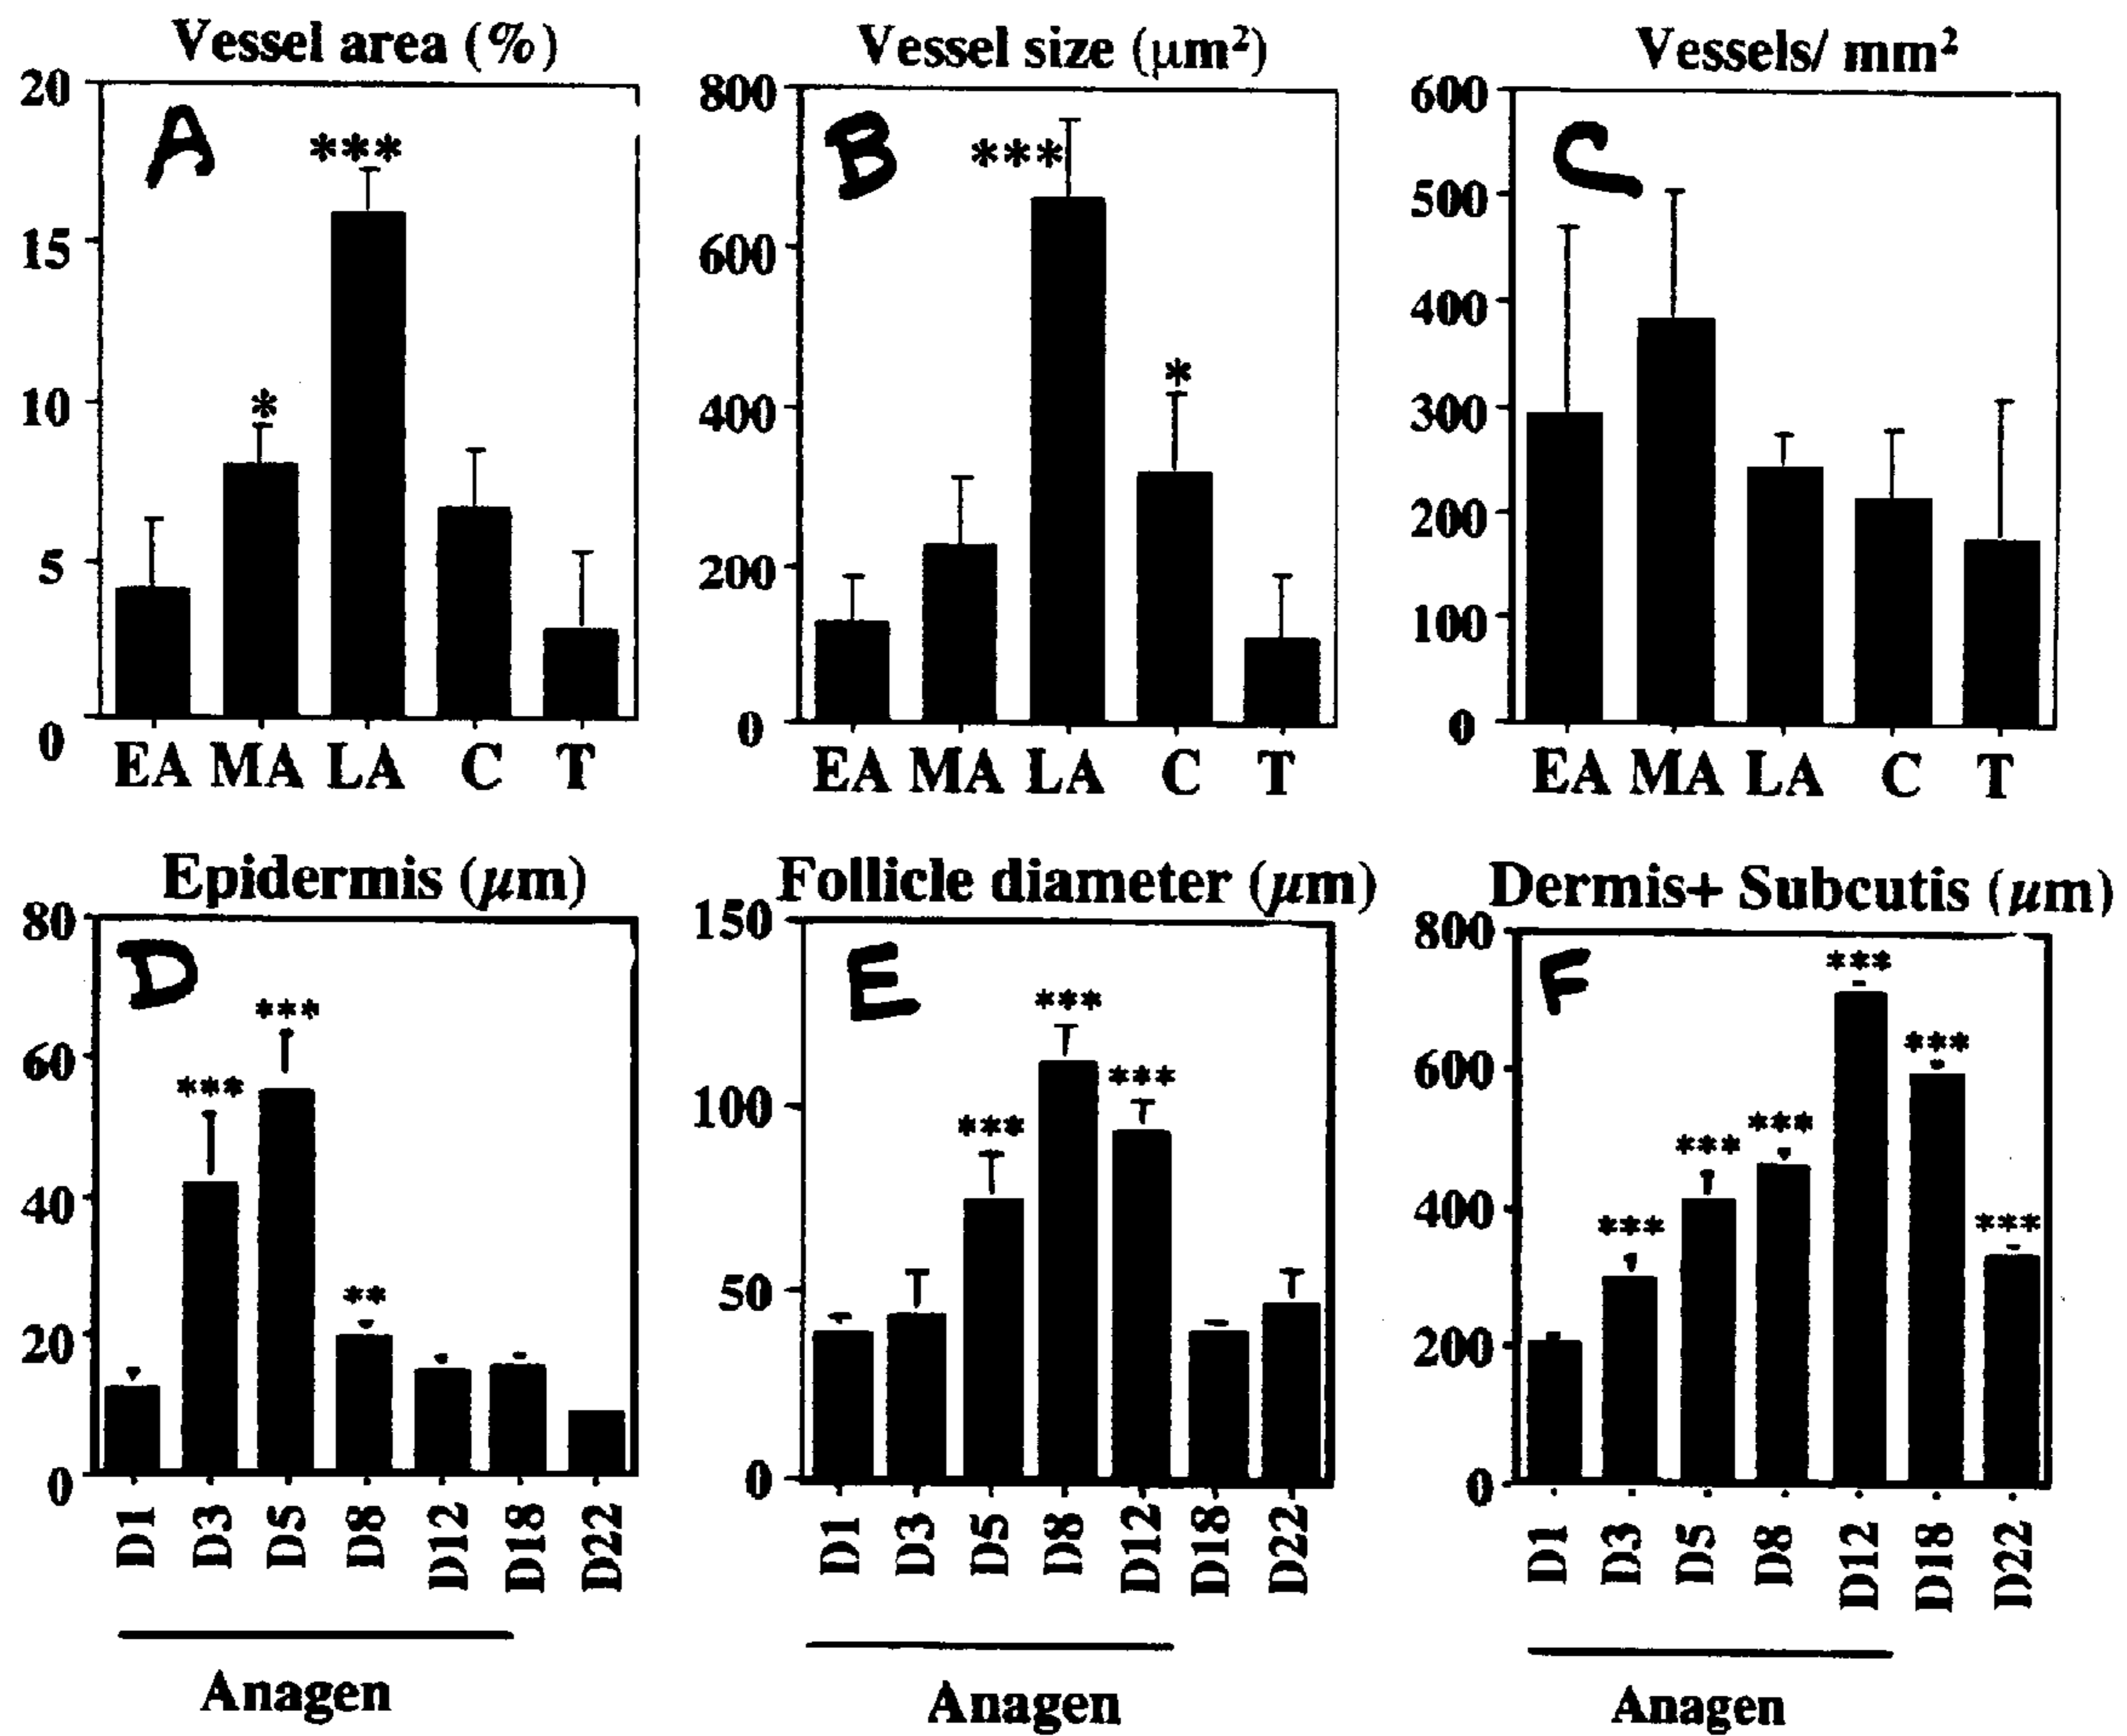 Vessel area (%)
20
15
10
5
0
A
*
***
EA MA LA C T
Vessel size (μm²)
800
600
400
200
0
B
***
*
EA MA LA C T
Vessels/ mm²
600
500
400
300
200
100
0
C
EA MA LA C T
Epidermis (μm)
80
60
40
20
0
D
***
***
**
D1 D3 D5 D8 D12 D18 D22
Anagen
Follicle diameter (μm)
150
100
50
0
E
***
***
***
D1 D3 D5 D8 D12 D18 D22
Anagen
Dermis+ Subcutis (μm)
800
600
400
200
0
F
***
***
***
***
***
***
D1 D3 D5 D8 D12 D18 D22
Anagen